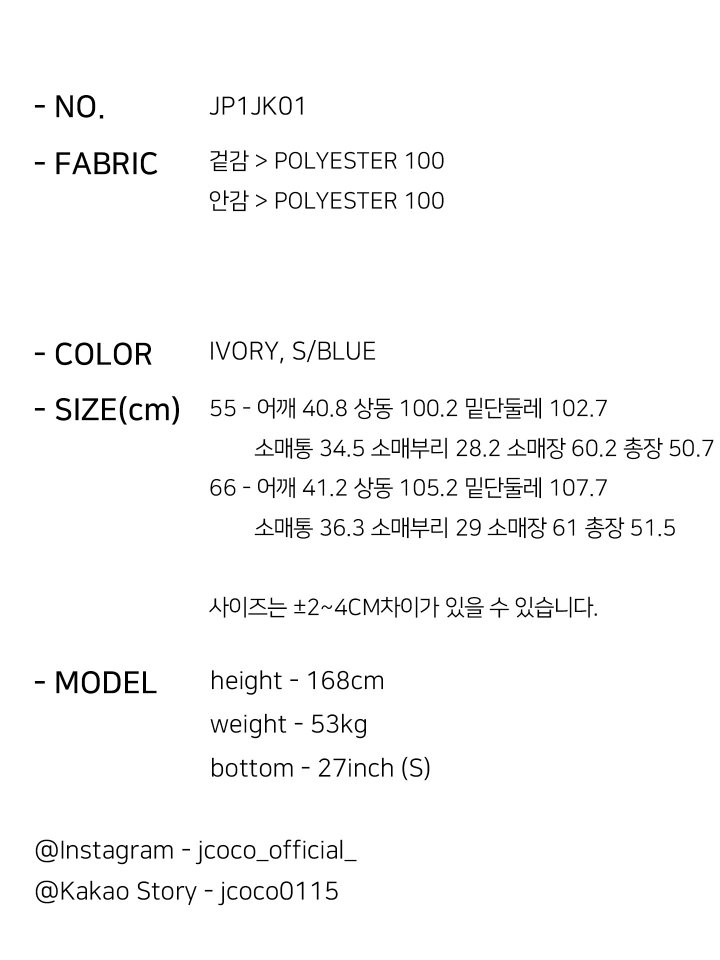 - NO. JP1JK01
- FABRIC 겉감 > POLYESTER 100
안감 > POLYESTER 100
- COLOR IVORY, S/BLUE
- SIZE(cm) 55 - 어깨 40.8 상동 100.2 밑단둘레 102.7
소매통 34.5 소매부리 28.2 소매장 60.2 총장 50.7
66 - 어깨 41.2 상동 105.2 밑단둘레 107.7
소매통 36.3 소매부리 29 소매장 61 총장 51.5
사이즈는 ±2~4CM차이가 있을 수 있습니다.
- MODEL height - 168cm
weight - 53kg
bottom - 27inch (S)
@Instagram - jcoco_official_
@Kakao Story - jcoco0115